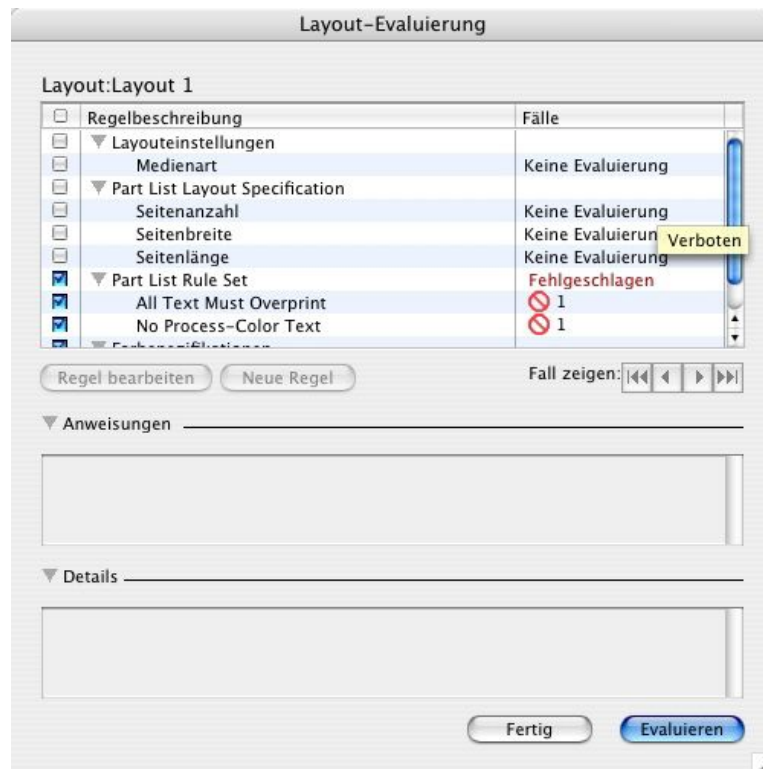 Layout-Evaluierung
Layout:Layout 1
Regelbeschreibung Fälle
Layouteinstellungen
Medienart Keine Evaluierung
Part List Layout Specification
Seitenanzahl Keine Evaluierung
Seitenbreite Keine Evaluierun
Verboten
Seitenlänge Keine Evaluierung
Part List Rule Set Fehlgeschlagen
All Text Must Overprint 1
No Process-Color Text 1
Farbspezifikationen
Regel bearbeiten Neue Regel Fall zeigen:
Anweisungen
Details
Fertig Evaluieren